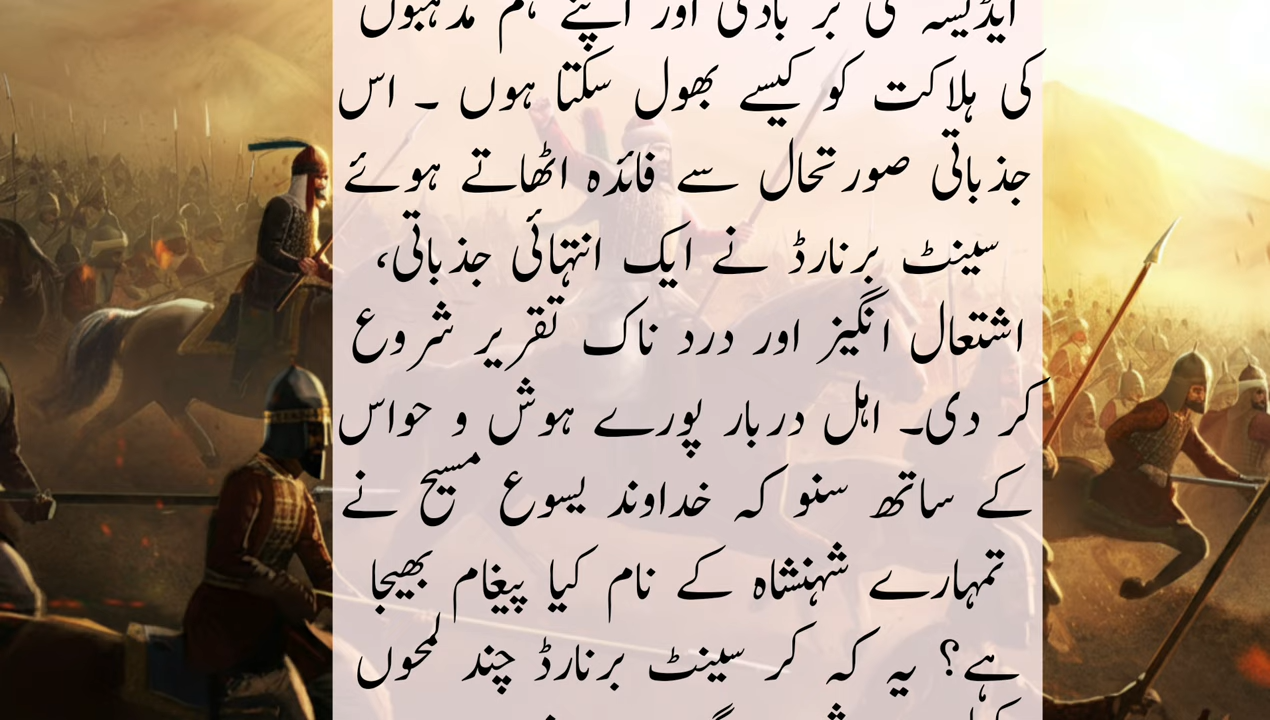 ایڈیسہ کی بر بادی اور اپنے ہم مذہبوں
کی ہلاکت کو کیسے بھول سکتا ہوں ۔ اس
جذباتی صورتحال سے فائدہ اٹھاتے ہوئے
سینٹ برنارڈ نے ایک انتہائی جذباتی،
اشتعال انگیز اور درد ناک تقریر شروع
کر دی۔ اہل دربار پورے ہوش و حواس
کے ساتھ سنو کہ خداوند یسوع مسیح نے
تمہارے شہنشاہ کے نام کیا پیغام بھیجا
ہے؟ یہ کہ کر سینٹ برنارڈ چند لمحوں